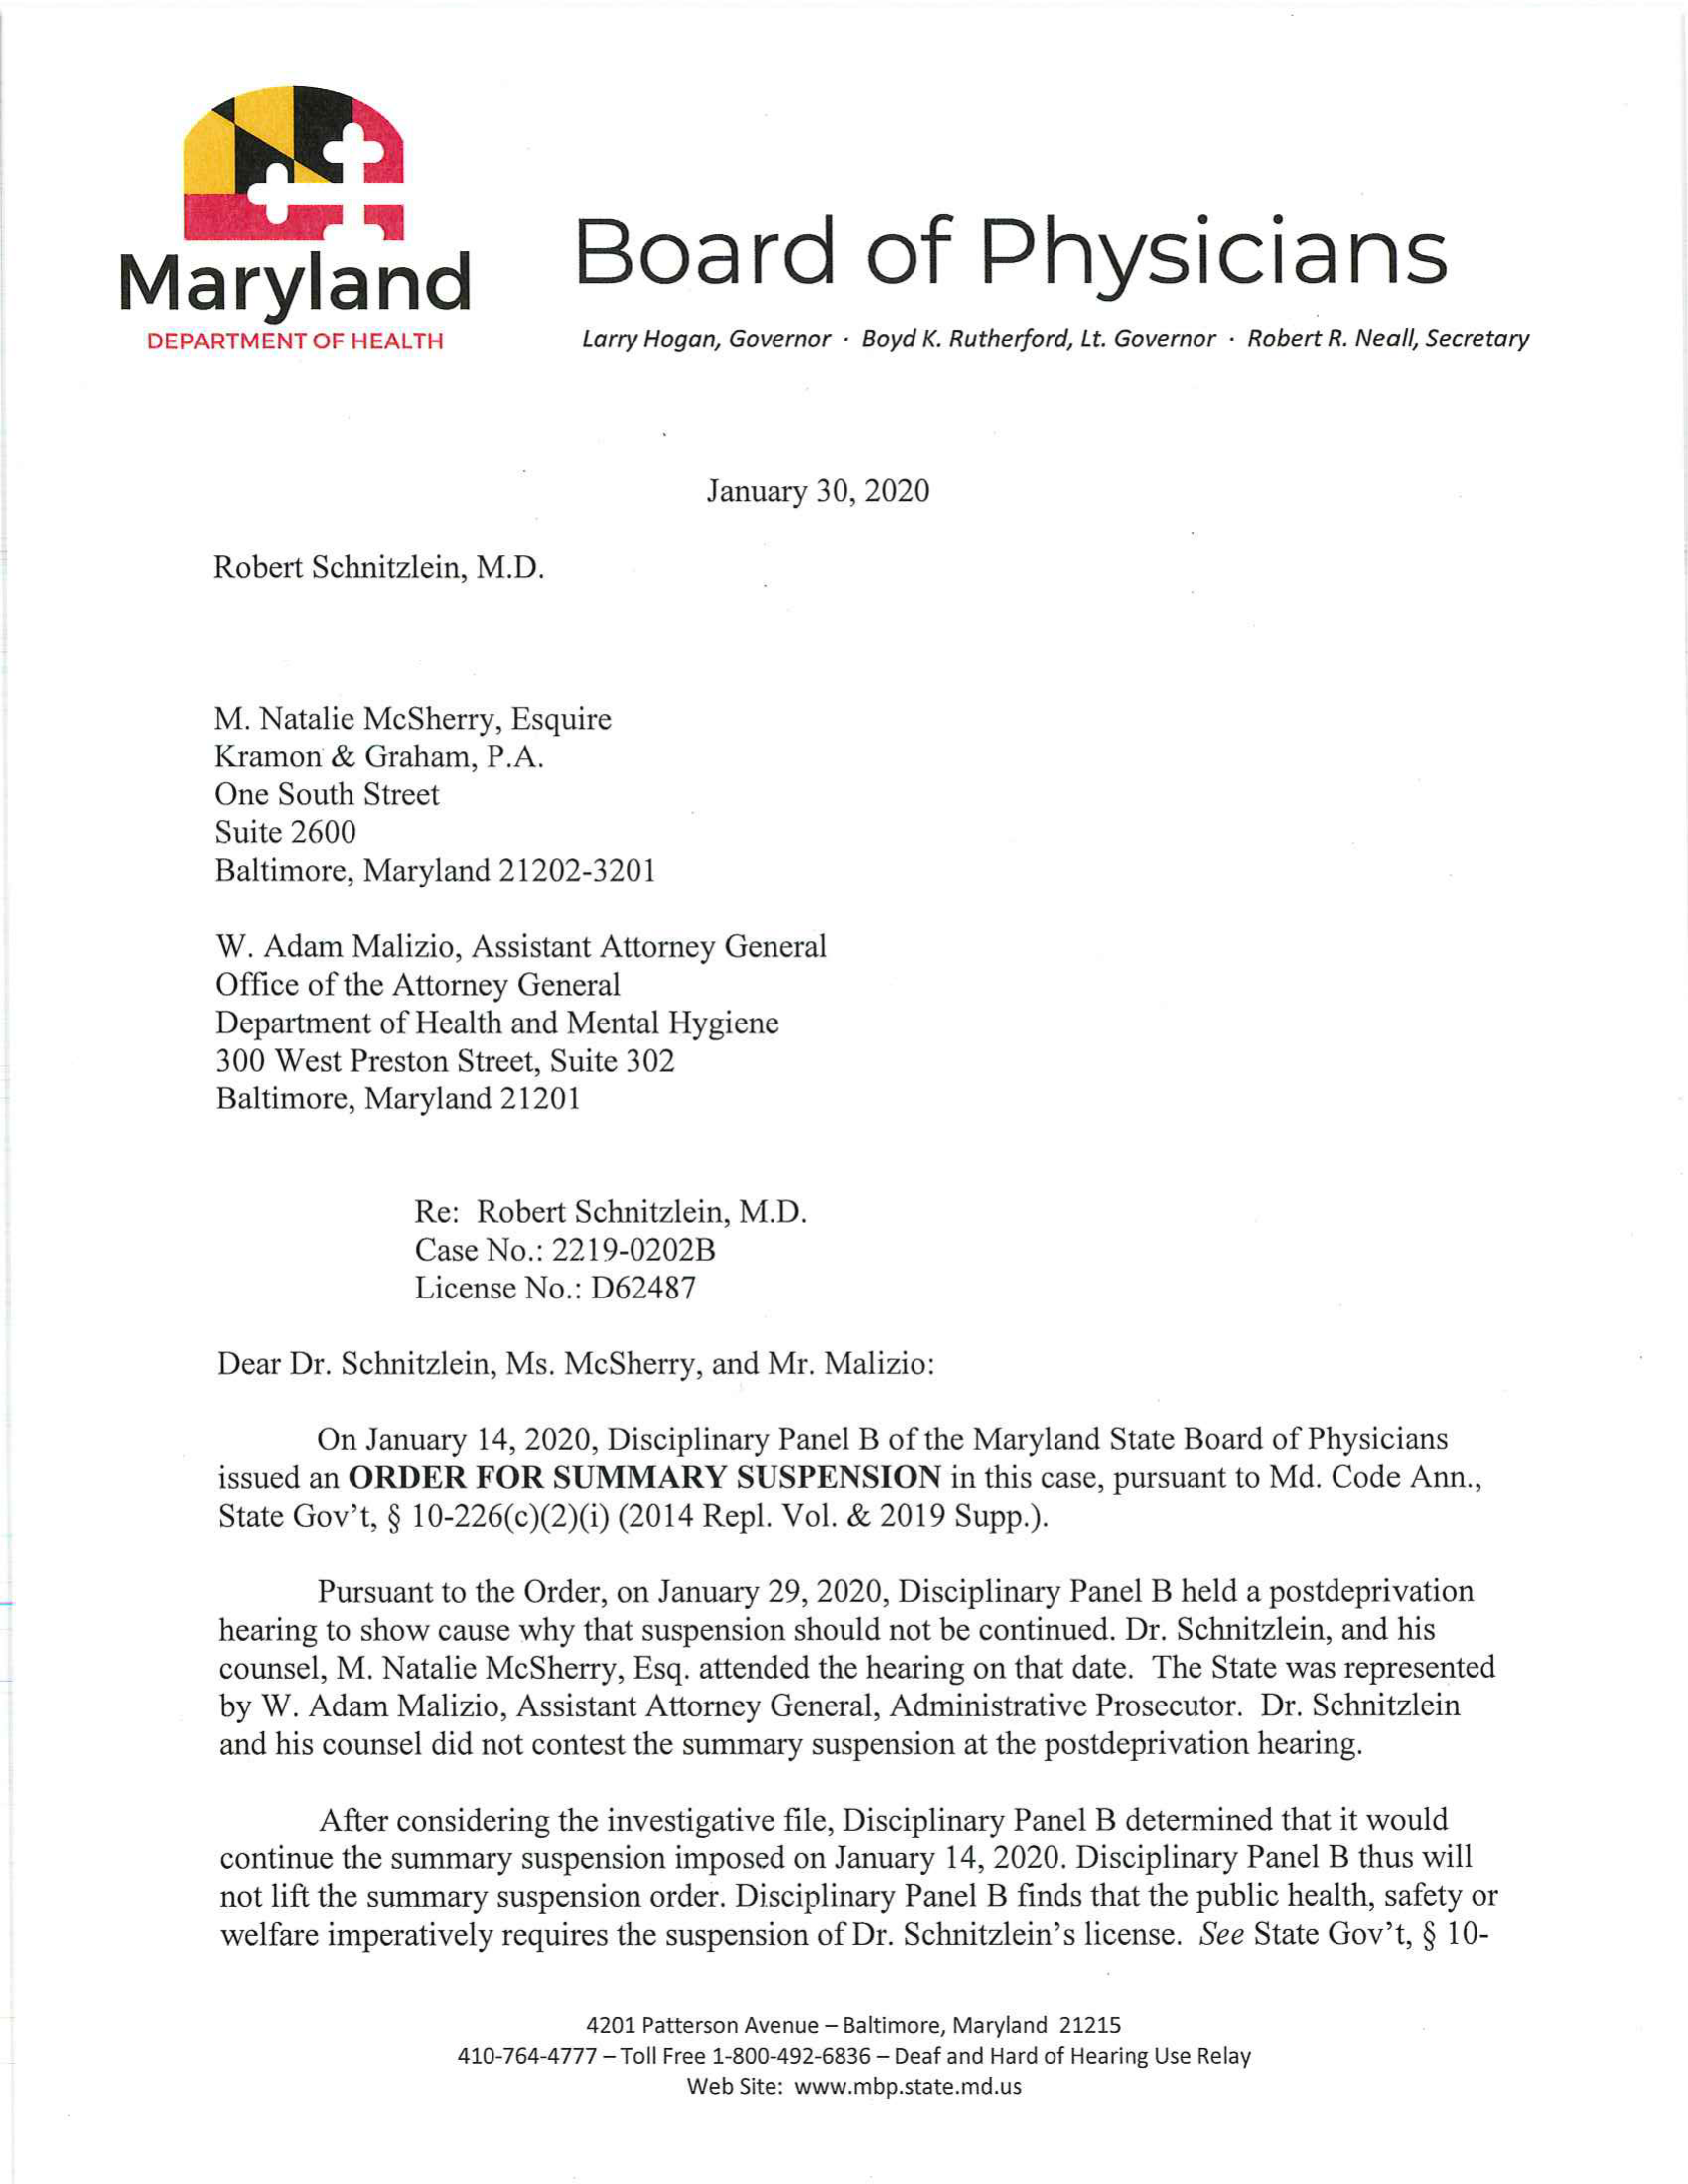 Maryland
DEPARTMENT OF HEALTH
Board of Physicians
Larry Hogan, Governor · Boyd K. Rutherford, Lt. Governor · Robert R. Neall, Secretary
January 30, 2020
Robert Schnitzlein, M.D.
M. Natalie McSherry, Esquire
Kramon & Graham, P.A.
One South Street
Suite 2600
Baltimore, Maryland 21202-3201
W. Adam Malizio, Assistant Attorney General
Office of the Attorney General
Department of Health and Mental Hygiene
300 West Preston Street, Suite 302
Baltimore, Maryland 21201
Re: Robert Schnitzlein, M.D.
Case No.: 2219-0202B
License No.: D62487
Dear Dr. Schnitzlein, Ms. McSherry, and Mr. Malizio:
On January 14, 2020, Disciplinary Panel B of the Maryland State Board of Physicians
issued an ORDER FOR SUMMARY SUSPENSION in this case, pursuant to Md. Code Ann.,
State Gov't, § 10-226(c)(2)(i) (2014 Repl. Vol. & 2019 Supp.).
Pursuant to the Order, on January 29, 2020, Disciplinary Panel B held a postdeprivation
hearing to show cause why that suspension should not be continued. Dr. Schnitzlein, and his
counsel, M. Natalie McSherry, Esq. attended the hearing on that date. The State was represented
by W. Adam Malizio, Assistant Attorney General, Administrative Prosecutor. Dr. Schnitzlein
and his counsel did not contest the summary suspension at the postdeprivation hearing.
After considering the investigative file, Disciplinary Panel B determined that it would
continue the summary suspension imposed on January 14, 2020. Disciplinary Panel B thus will
not lift the summary suspension order. Disciplinary Panel B finds that the public health, safety or
welfare imperatively requires the suspension of Dr. Schnitzlein's license. See State Gov't, § 10-
4201 Patterson Avenue – Baltimore, Maryland 21215
410-764-4777 – Toll Free 1-800-492-6836 – Deaf and Hard of Hearing Use Relay
Web Site: www.mbp.state.md.us